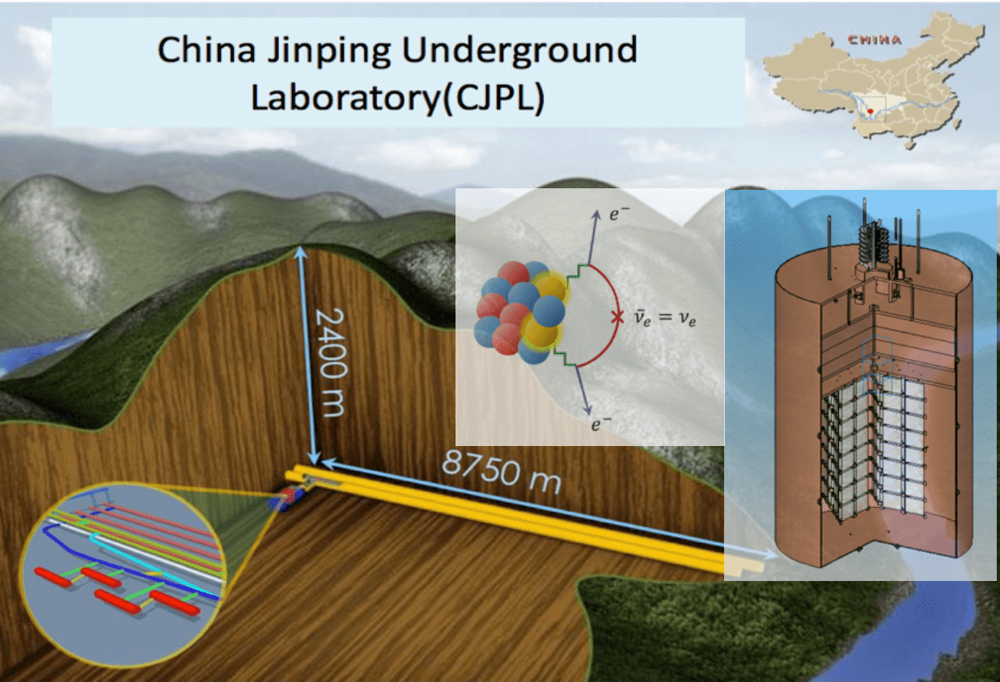 China Jinping Underground
Laboratory(CJPL)
CHINA
2400 m
e⁻
ν̄ₑ = νₑ
e⁻
8750 m